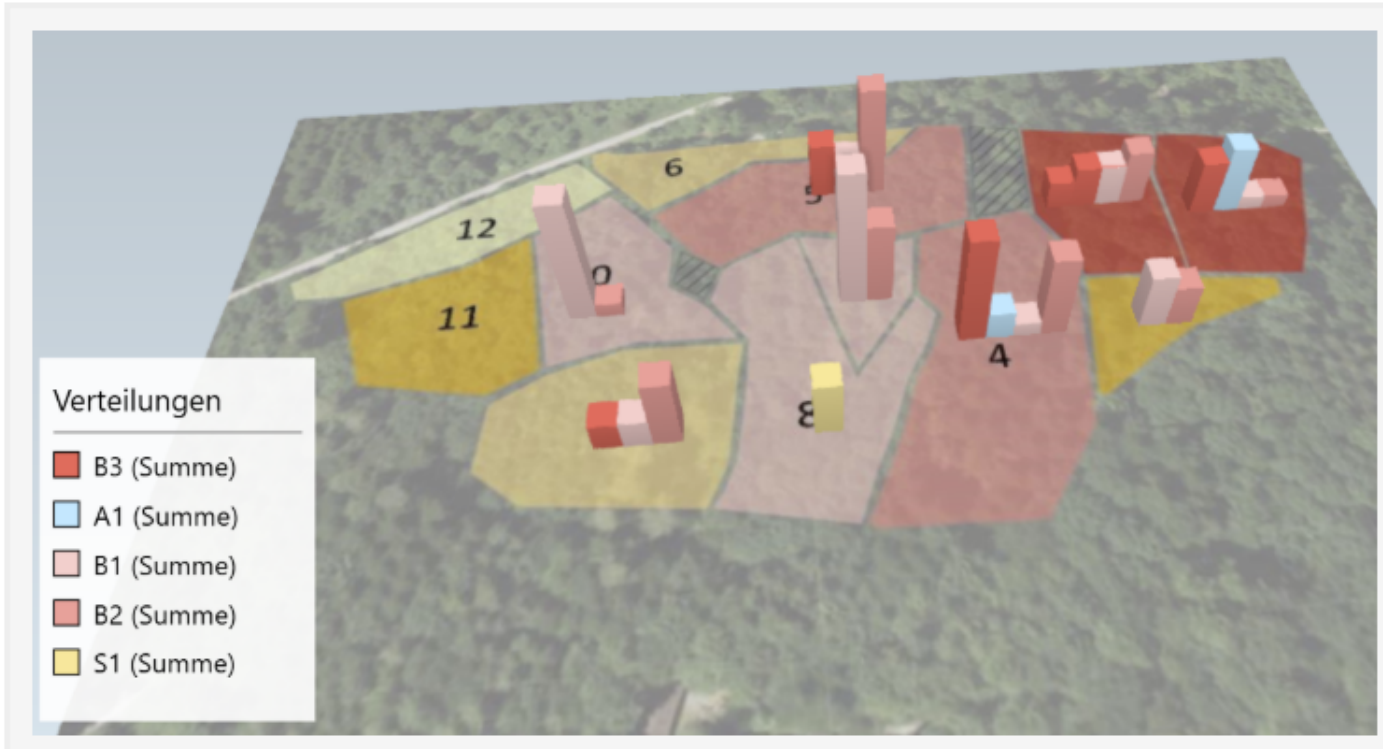 6
5
12
0
11
4
8
Verteilungen
B3 (Summe)
A1 (Summe)
B1 (Summe)
B2 (Summe)
S1 (Summe)